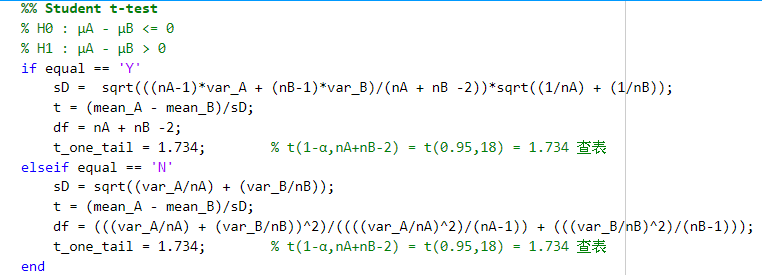 %% Student t-test
% H0 : μA - μB <= 0
% H1 : μA - μB > 0
if equal == 'Y'
sD =  sqrt(((nA-1)*var_A + (nB-1)*var_B)/(nA + nB -2))*sqrt((1/nA) + (1/nB));
t = (mean_A - mean_B)/sD;
df = nA + nB -2;
t_one_tail = 1.734;        % t(1-α,nA+nB-2) = t(0.95,18) = 1.734 查表
elseif equal == 'N'
sD = sqrt((var_A/nA) + (var_B/nB));
t = (mean_A - mean_B)/sD;
df = (((var_A/nA) + (var_B/nB))^2)/((((var_A/nA)^2)/(nA-1)) + (((var_B/nB)^2)/(nB-1)));
t_one_tail = 1.734;        % t(1-α,nA+nB-2) = t(0.95,18) = 1.734 查表
end